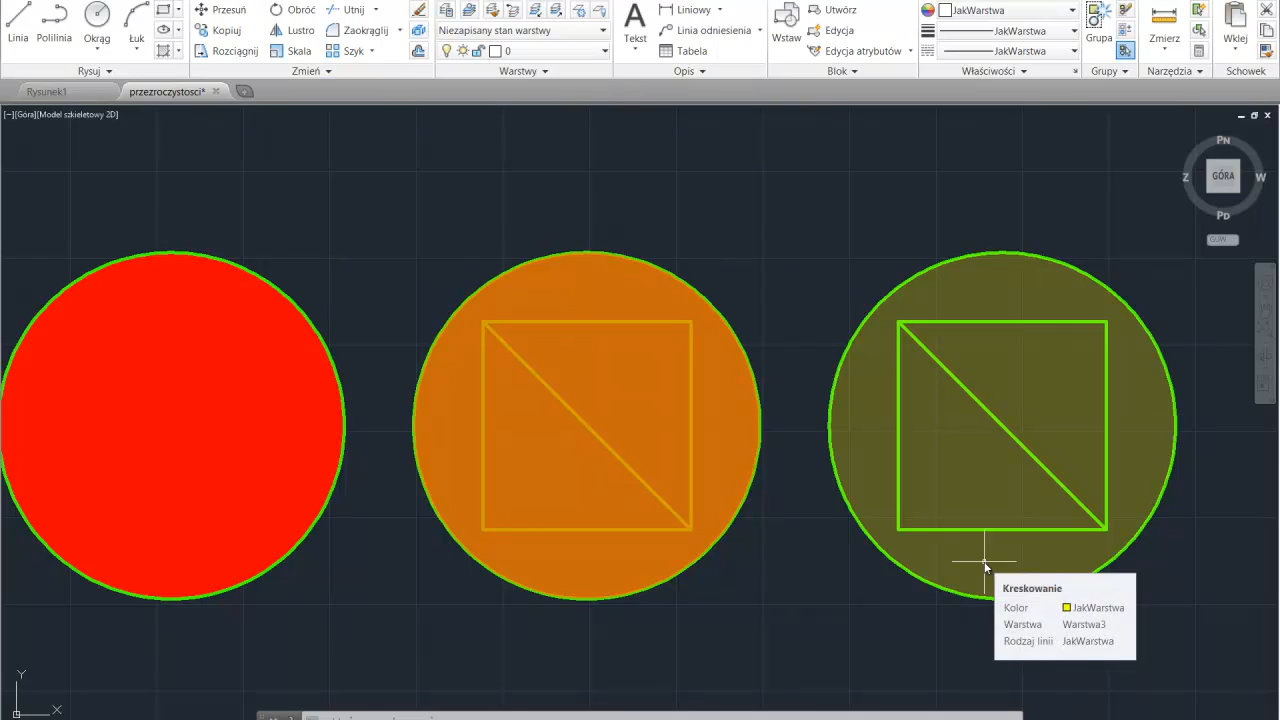 Linia
Polilinia
Okrąg
Łuk
Rysuj
Przesuń
Obróć
Utnij
Kopiuj
Lustro
Zaokrąglij
Rozciągnij
Skala
Szyk
Zmień
Niezapisany stan warstwy
0
Warstwy
A
Tekst
Liniowy
Linia odniesienia
Tabela
Opis
Wstaw
Utwórz
Edycja
Edycja atrybutów
Blok
JakWarstwa
JakWarstwa
JakWarstwa
Właściwości
Grupa
Grupy
Zmierz
Narzędzia
Wklej
Schowek
Rysunek1
przezroczystosci*
[−][Góra][Model szkieletowy 2D]
PN
Z
GÓRA
W
PD
GUW
Kreskowanie
Kolor JakWarstwa
Warstwa Warstwa3
Rodzaj linii JakWarstwa
Y
X